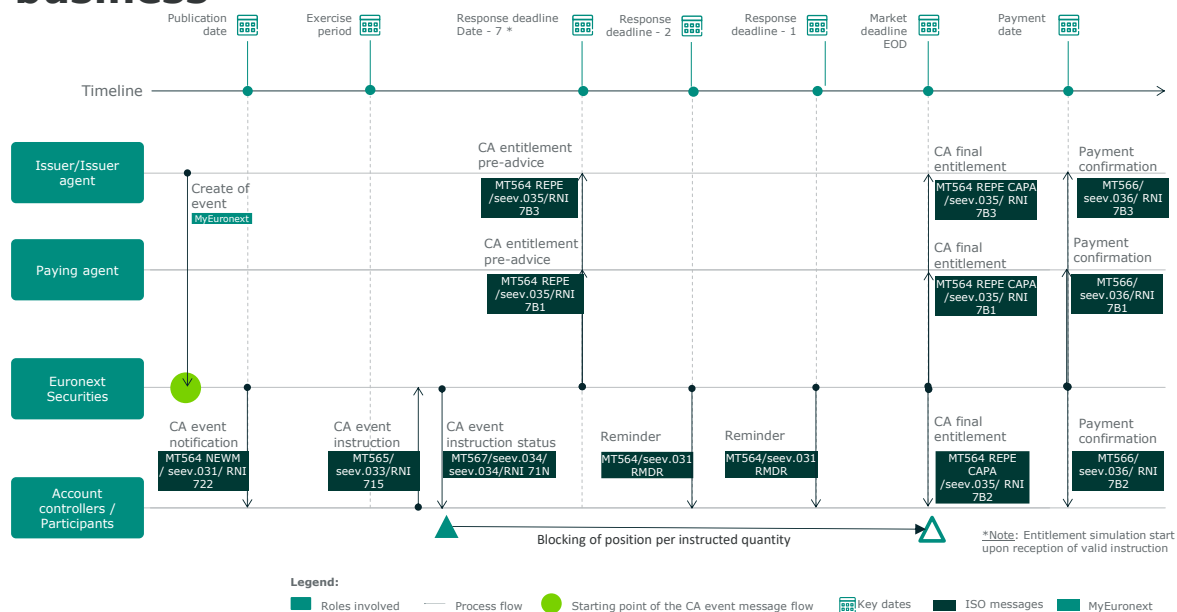 business
Publication
date
Exercise
period
Response deadline
Date - 7 *
Response
deadline - 2
Response
deadline - 1
Market
deadline
EOD
Payment
date
Timeline
Issuer/Issuer
agent
Create of
event
MyEuronext
CA entitlement
pre-advice
MT564 REPE
/seev.035/RNI
7B3
CA final
entitlement
MT564 REPE CAPA
/seev.035/ RNI
7B3
Payment
confirmation
MT566/
seev.036/ RNI
7B3
Paying agent
CA entitlement
pre-advice
MT564 REPE
/seev.035/RNI
7B1
CA final
entitlement
MT564 REPE CAPA
/seev.035/ RNI
7B1
Payment
confirmation
MT566/
seev.036/RNI
7B1
Euronext
Securities
CA event
notification
MT564 NEWM
/ seev.031/ RNI
722
CA event
instruction
MT565/
seev.033/RNI
715
CA event
instruction status
MT567/seev.034/
seev.034/RNI 71N
Reminder
MT564/seev.031
RMDR
Reminder
MT564/seev.031
RMDR
CA final
entitlement
MT564 REPE
CAPA
/seev.035/ RNI
7B2
Payment
confirmation
MT566/
seev.036/ RNI
7B2
Account
controllers /
Participants
Blocking of position per instructed quantity
*Note: Entitlement simulation start
upon reception of valid instruction
Legend:
Roles involved
Process flow
Starting point of the CA event message flow
Key dates
ISO messages
MyEuronext